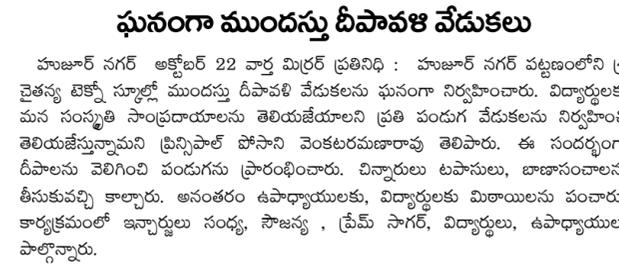 ఘనంగా ముందస్తు దీపావళి వేడుకలు
హుజూర్ నగర్ అక్టోబర్ 22 వార్త మిర్రర్ ప్రతినిధి : హుజూర్ నగర్ పట్టణంలోని
చైతన్య టెక్నో స్కూల్లో ముందస్తు దీపావళి వేడుకలను ఘనంగా నిర్వహించారు. విద్యార్థులక
మన సంస్కృతి సాంప్రదాయాలను తెలియజేయాలని ప్రతి పండుగ వేడుకలను నిర్వహించి
తెలియజేస్తున్నామని ప్రిన్సిపాల్ పోసాని వెంకటరమణారావు తెలిపారు. ఈ సందర్భంగ
దీపాలను వెలిగించి పండుగను ప్రారంభించారు. చిన్నారులు టపాసులు, బాణాసంచాలన
తీసుకువచ్చి కాల్చారు. అనంతరం ఉపాధ్యాయులకు, విద్యార్థులకు మిఠాయిలను పంచారు
కార్యక్రమంలో ఇన్చార్జులు సంధ్య, సౌజన్య , ప్రేమ్ సాగర్, విద్యార్థులు, ఉపాధ్యాయుల
పాల్గొన్నారు.